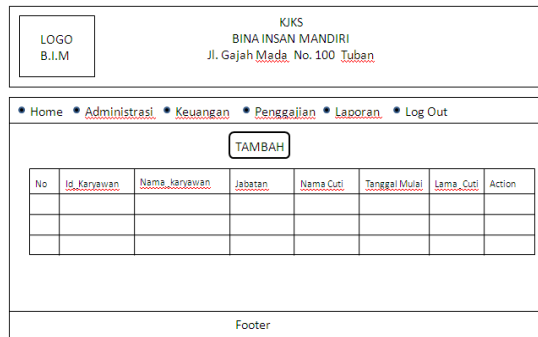 LOGO
B.I.M
KJKS
BINA INSAN MANDIRI
Jl. Gajah Mada No. 100 Tuban
• Home • Administrasi • Keuangan • Penggajian • Laporan • Log Out
TAMBAH
No Id_Karyawan Nama_karyawan Jabatan Nama Cuti Tanggal Mulai Lama_Cuti Action
Footer